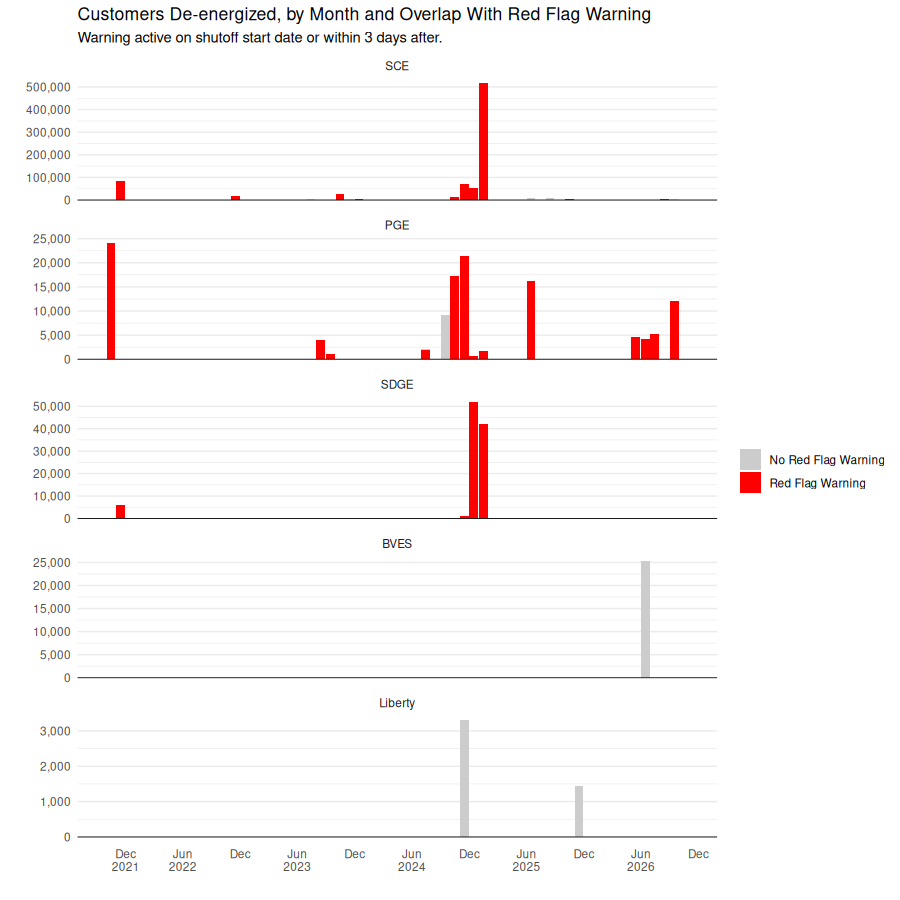 Customers De-energized, by Month and Overlap With Red Flag Warning
Warning active on shutoff start date or within 3 days after.
SCE
500,000
400,000
300,000
200,000
100,000
0
PGE
25,000
20,000
15,000
10,000
5,000
0
SDGE
50,000
40,000
30,000
20,000
10,000
0
No Red Flag Warning
Red Flag Warning
BVES
25,000
20,000
15,000
10,000
5,000
0
Liberty
3,000
2,000
1,000
0
Dec Jun Dec Jun Dec Jun Dec Jun Dec Jun Dec
2021 2022 2023 2024 2025 2026